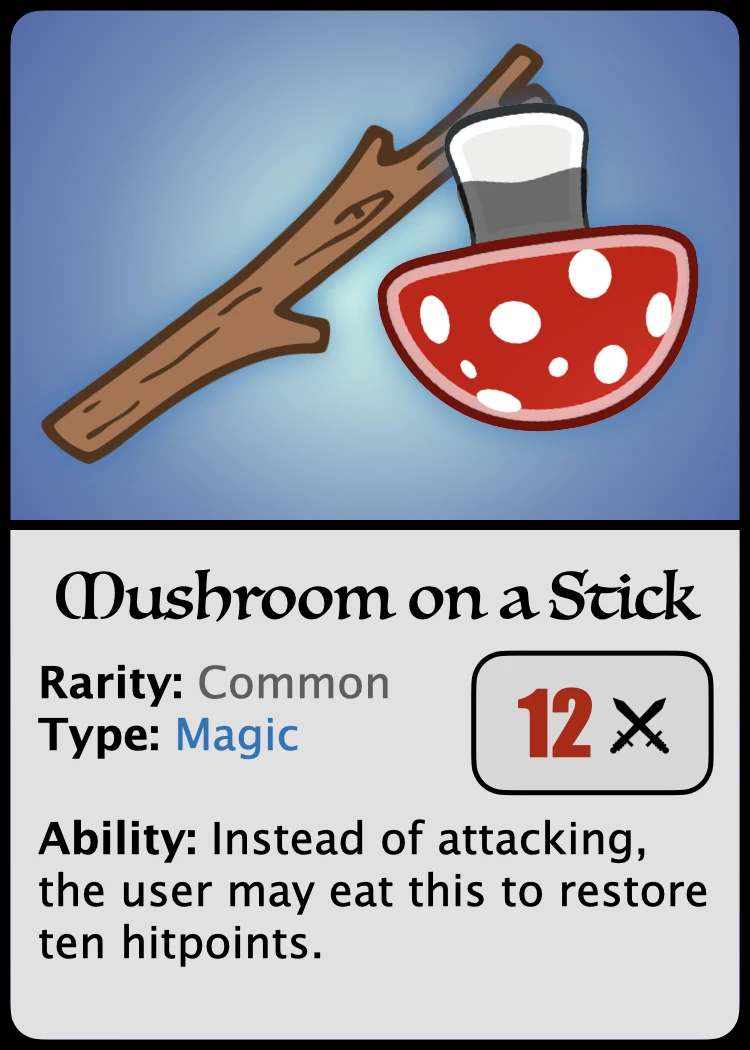 Mushroom on a Stick
Rarity: Common
Type: Magic
12
Ability: Instead of attacking,
the user may eat this to restore
ten hitpoints.